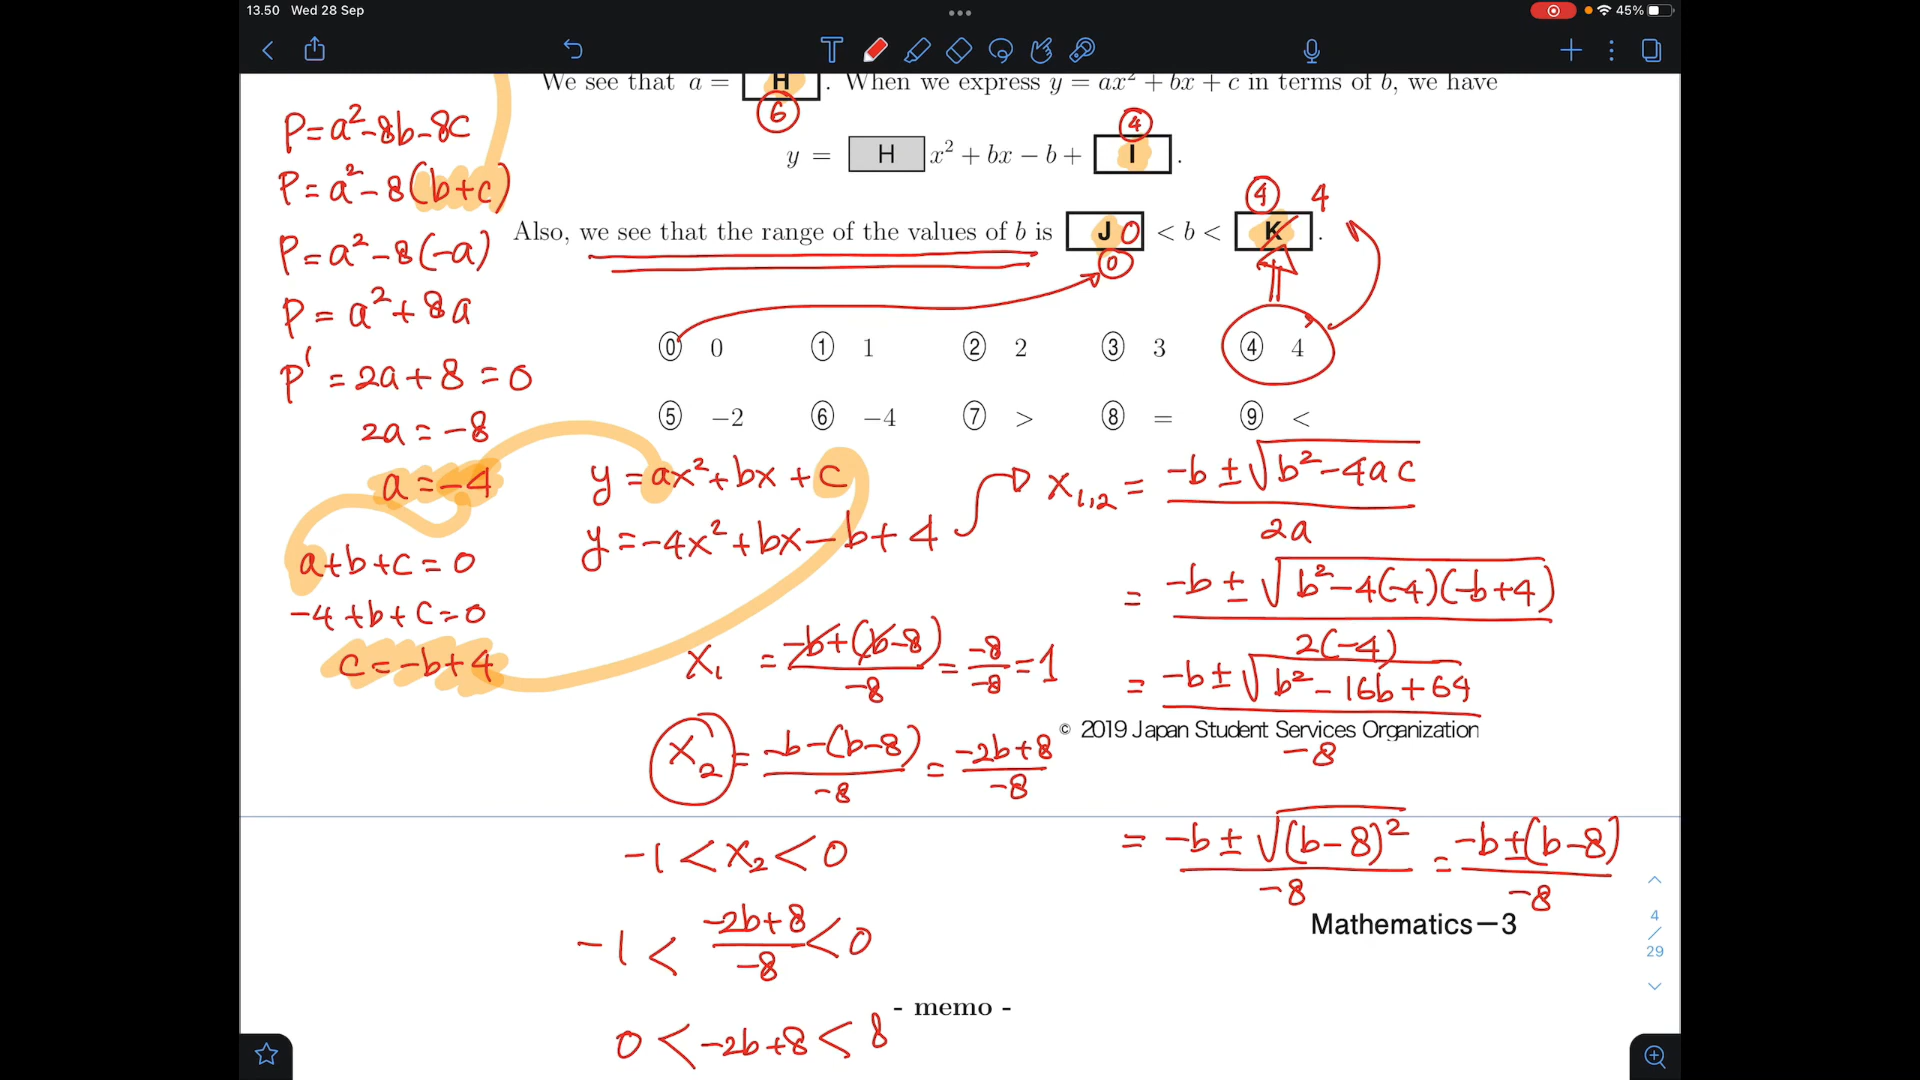 13.50 Wed 28 Sep
45%
We see that a = H . When we express y = ax² + bx + c in terms of b, we have
6
4
y = H x² + bx − b + I .
4 4
Also, we see that the range of the values of b is J 0 < b < K .
0
⓪ 0 ① 1 ② 2 ③ 3 ④ 4
⑤ −2 ⑥ −4 ⑦ > ⑧ = ⑨ <
P=a²-8b-8c
P=a²-8(b+c)
P=a²-8(-a)
P=a²+8a
P' =2a+8=0
2a=-8
a=-4
a+b+c=0
-4+b+c=0
c=-b+4
y=ax²+bx+c
y=-4x²+bx-b+4
x1,2 = -b±√b²-4ac / 2a
= -b±√b²-4(-4)(-b+4) / 2(-4)
= -b±√b²-16b+64 / -8
= -b±√(b-8)² / -8 = -b±(b-8) / -8
x₁ = -b+(b-8) / -8 = -8/-8 = 1
x₂ = -b-(b-8) / -8 = -2b+8 / -8
-1<x₂<0
-1< -2b+8 / -8 <0
0<-2b+8<8
© 2019 Japan Student Services Organization
Mathematics−3
- memo -
4
/
29